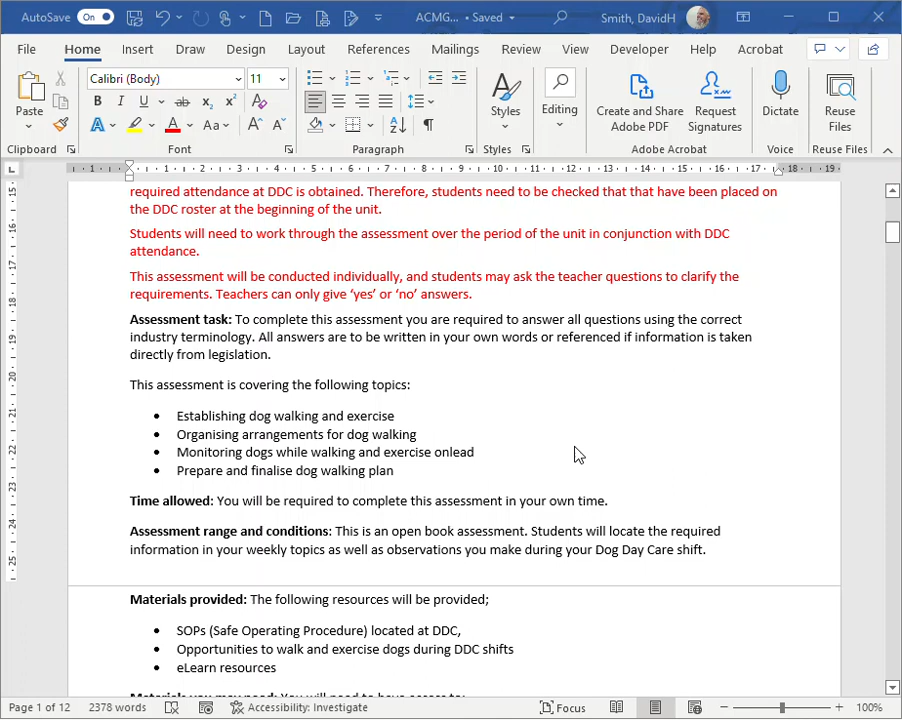 AutoSave On ACMG... • Saved Smith, DavidH
File Home Insert Draw Design Layout References Mailings Review View Developer Help Acrobat
Calibri (Body) 11
Paste Styles Editing Create and Share Adobe PDF Request Signatures Dictate Reuse Files
Clipboard Font Paragraph Styles Adobe Acrobat Voice Reuse Files
required attendance at DDC is obtained. Therefore, students need to be checked that that have been placed on
the DDC roster at the beginning of the unit.
Students will need to work through the assessment over the period of the unit in conjunction with DDC
attendance.
This assessment will be conducted individually, and students may ask the teacher questions to clarify the
requirements. Teachers can only give ‘yes’ or ‘no’ answers.
Assessment task: To complete this assessment you are required to answer all questions using the correct
industry terminology. All answers are to be written in your own words or referenced if information is taken
directly from legislation.
This assessment is covering the following topics:
• Establishing dog walking and exercise
• Organising arrangements for dog walking
• Monitoring dogs while walking and exercise onlead
• Prepare and finalise dog walking plan
Time allowed: You will be required to complete this assessment in your own time.
Assessment range and conditions: This is an open book assessment. Students will locate the required
information in your weekly topics as well as observations you make during your Dog Day Care shift.
Materials provided: The following resources will be provided;
• SOPs (Safe Operating Procedure) located at DDC,
• Opportunities to walk and exercise dogs during DDC shifts
• eLearn resources
Materials you may need: You will need to have access to:
Page 1 of 12 2378 words Accessibility: Investigate Focus 100%